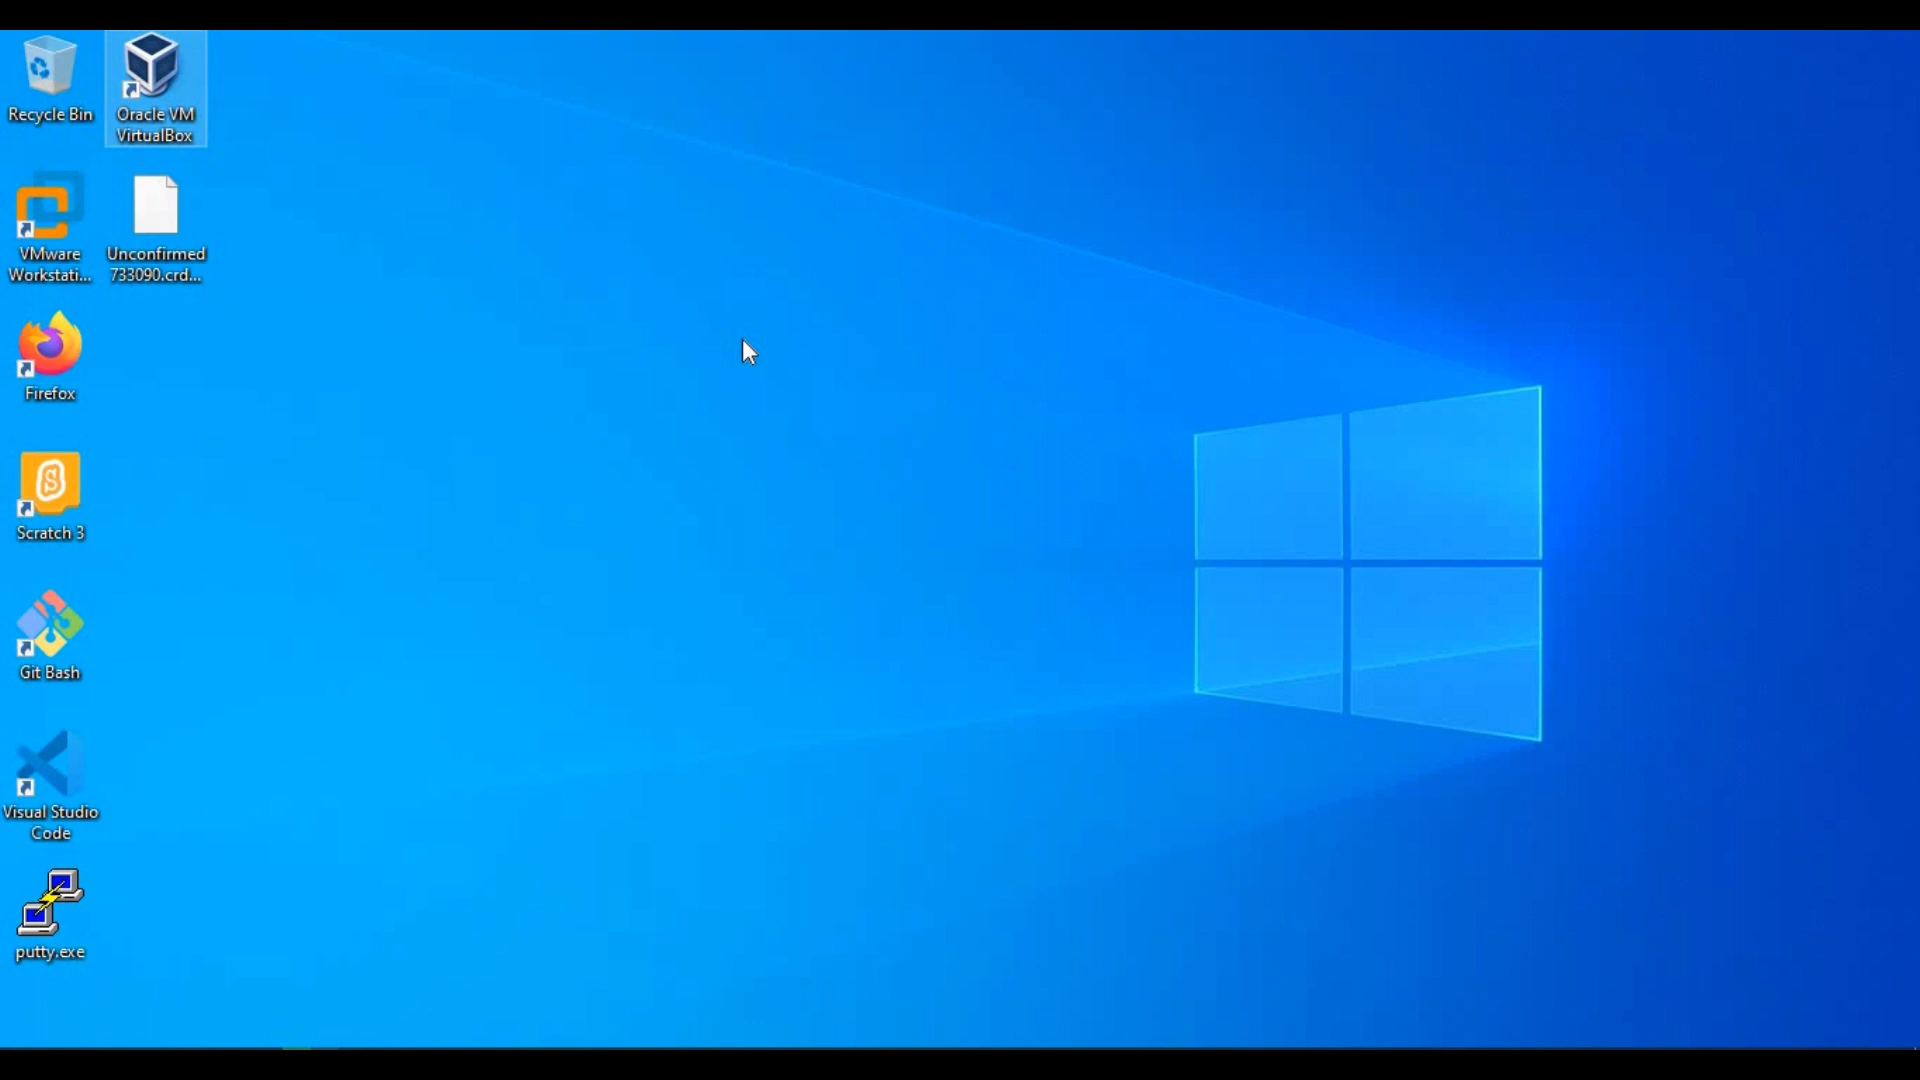 Recycle Bin
Oracle VM
VirtualBox
VMware
Workstati...
Unconfirmed
733090.crd...
Firefox
Scratch 3
Git Bash
Visual Studio
Code
putty.exe